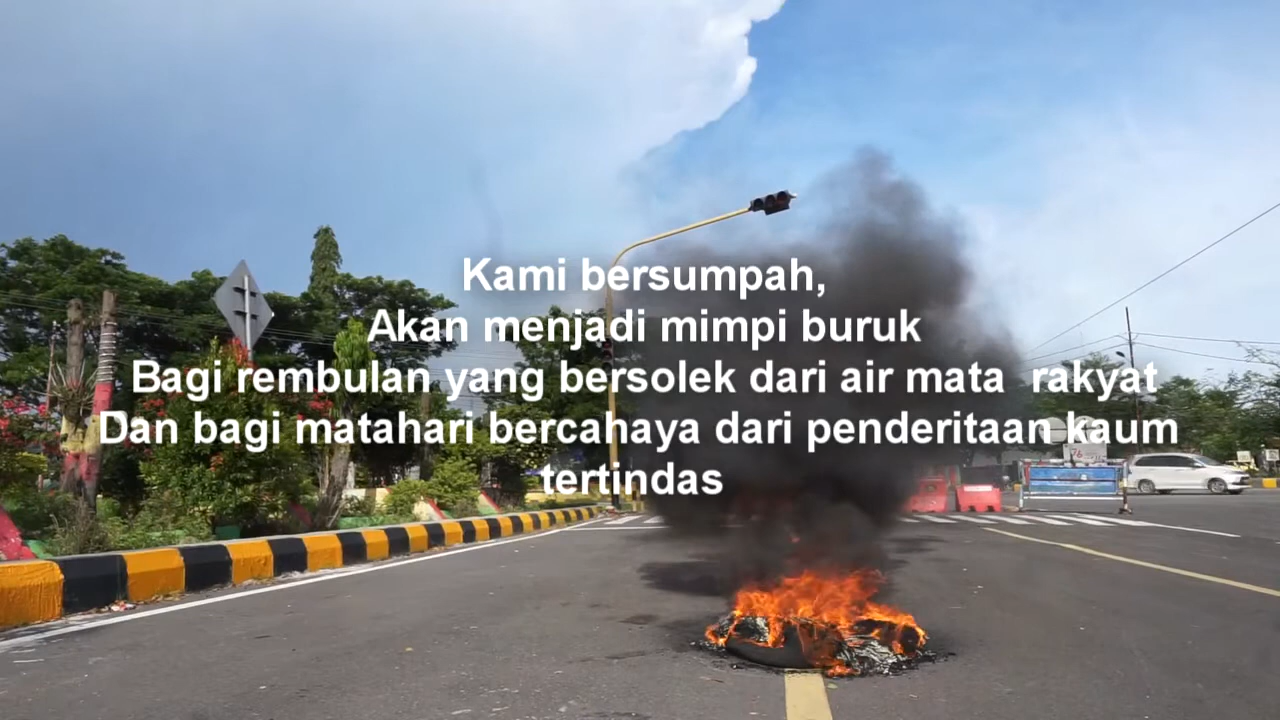 Kami bersumpah,
Akan menjadi mimpi buruk
Bagi rembulan yang bersolek dari air mata  rakyat
Dan bagi matahari bercahaya dari penderitaan kaum
tertindas